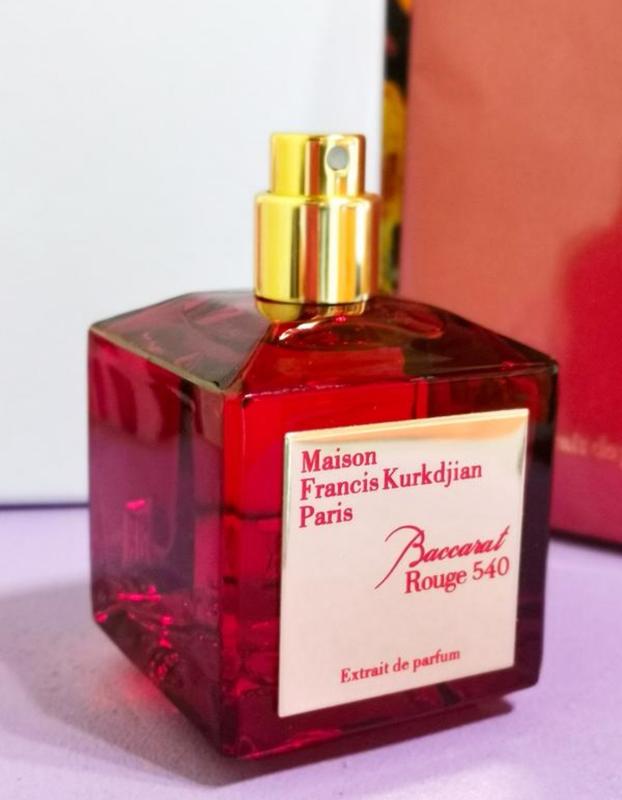 Maison
Francis Kurkdjian
Paris
Baccarat
Rouge 540
Extrait de parfum